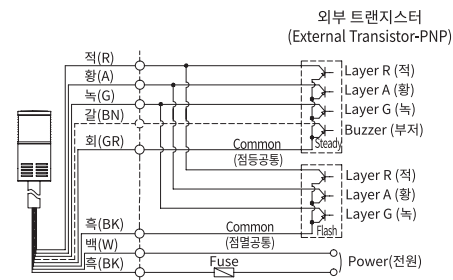 외부 트랜지스터
(External Transistor-PNP)
적(R)
황(A)
녹(G)
갈(BN)
회(GR)
Common
(점등공통)
Layer R (적)
Layer A (황)
Layer G (녹)
Buzzer (부저)
Steady
Layer R (적)
Layer A (황)
Layer G (녹)
Flash
흑(BK)
Common
(점멸공통)
백(W)
흑(BK)
Fuse
Power(전원)